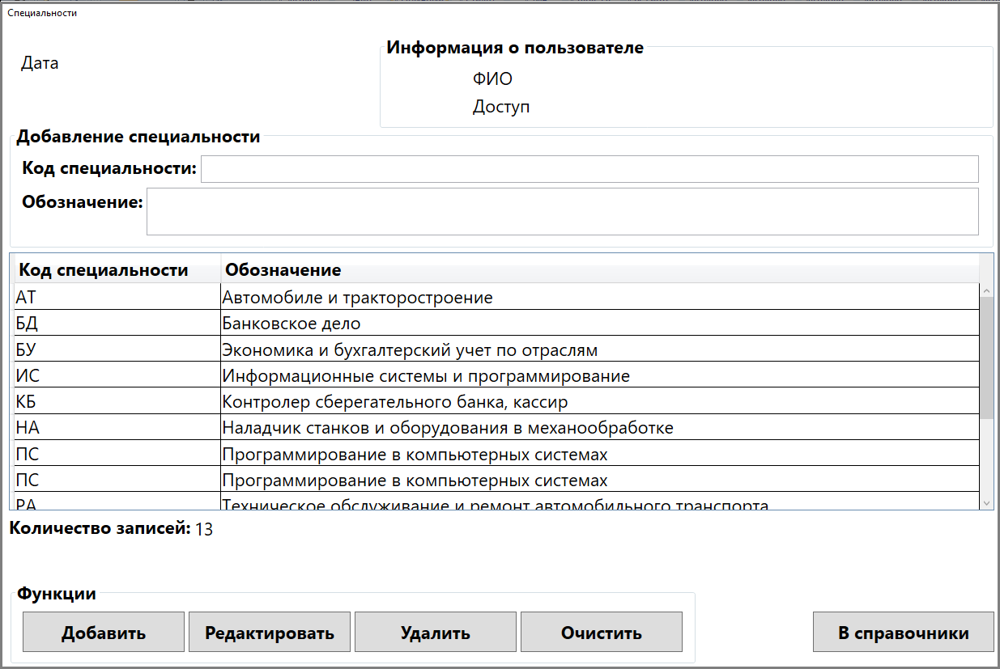 Специальности
Дата
Информация о пользователе
ФИО
Доступ
Добавление специальности
Код специальности:
Обозначение:
Код специальности Обозначение
АТ Автомобиле и тракторостроение
БД Банковское дело
БУ Экономика и бухгалтерский учет по отраслям
ИС Информационные системы и программирование
КБ Контролер сберегательного банка, кассир
НА Наладчик станков и оборудования в механообработке
ПС Программирование в компьютерных системах
ПС Программирование в компьютерных системах
РА Техническое обслуживание и ремонт автомобильного транспорта
Количество записей: 13
Функции
Добавить Редактировать Удалить Очистить В справочники